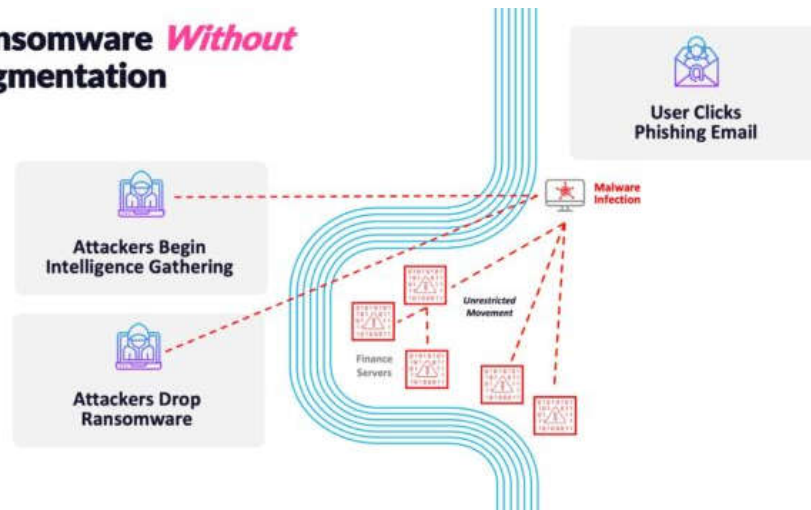 nsomware Without
gmentation
User Clicks
Phishing Email
Malware
Infection
Attackers Begin
Intelligence Gathering
Unrestricted
Movement
Finance
Servers
Attackers Drop
Ransomware